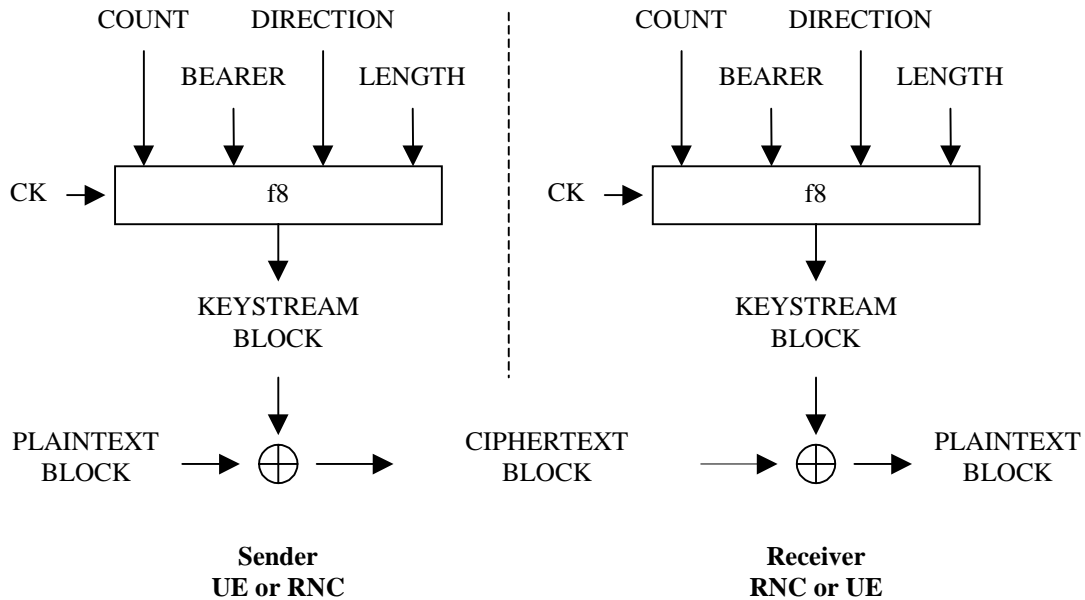 COUNT DIRECTION
BEARER LENGTH
CK
f8
KEYSTREAM
BLOCK
COUNT DIRECTION
BEARER LENGTH
CK
f8
KEYSTREAM
BLOCK
PLAINTEXT
BLOCK
CIPHERTEXT
BLOCK
PLAINTEXT
BLOCK
Sender
UE or RNC
Receiver
RNC or UE